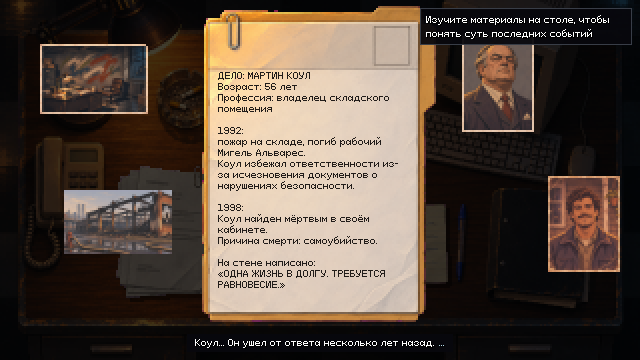 Изучите материалы на столе, чтобы
понять суть последних событий
ДЕЛО: МАРТИН КОУЛ
Возраст: 56 лет
Профессия: владелец складского
помещения
1992:
пожар на складе, погиб рабочий
Мигель Альварес.
Коул избежал ответственности из-
за исчезновения документов о
нарушениях безопасности.
1998:
Коул найден мёртвым в своём
кабинете.
Причина смерти: самоубийство.
На стене написано:
«ОДНА ЖИЗНЬ В ДОЛГУ. ТРЕБУЕТСЯ
РАВНОВЕСИЕ.»
Коул... Он ушел от ответа несколько лет назад. ...